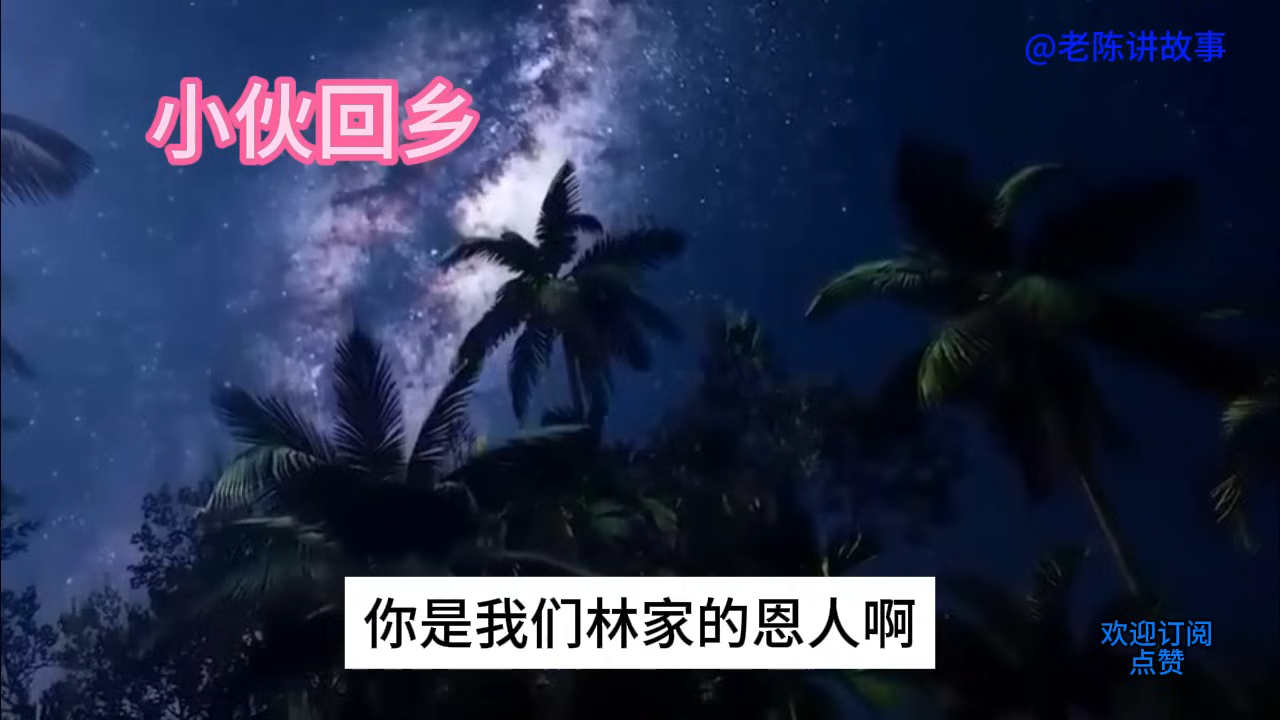 @老陈讲故事
小伙回乡
你是我们林家的恩人啊
欢迎订阅
点赞